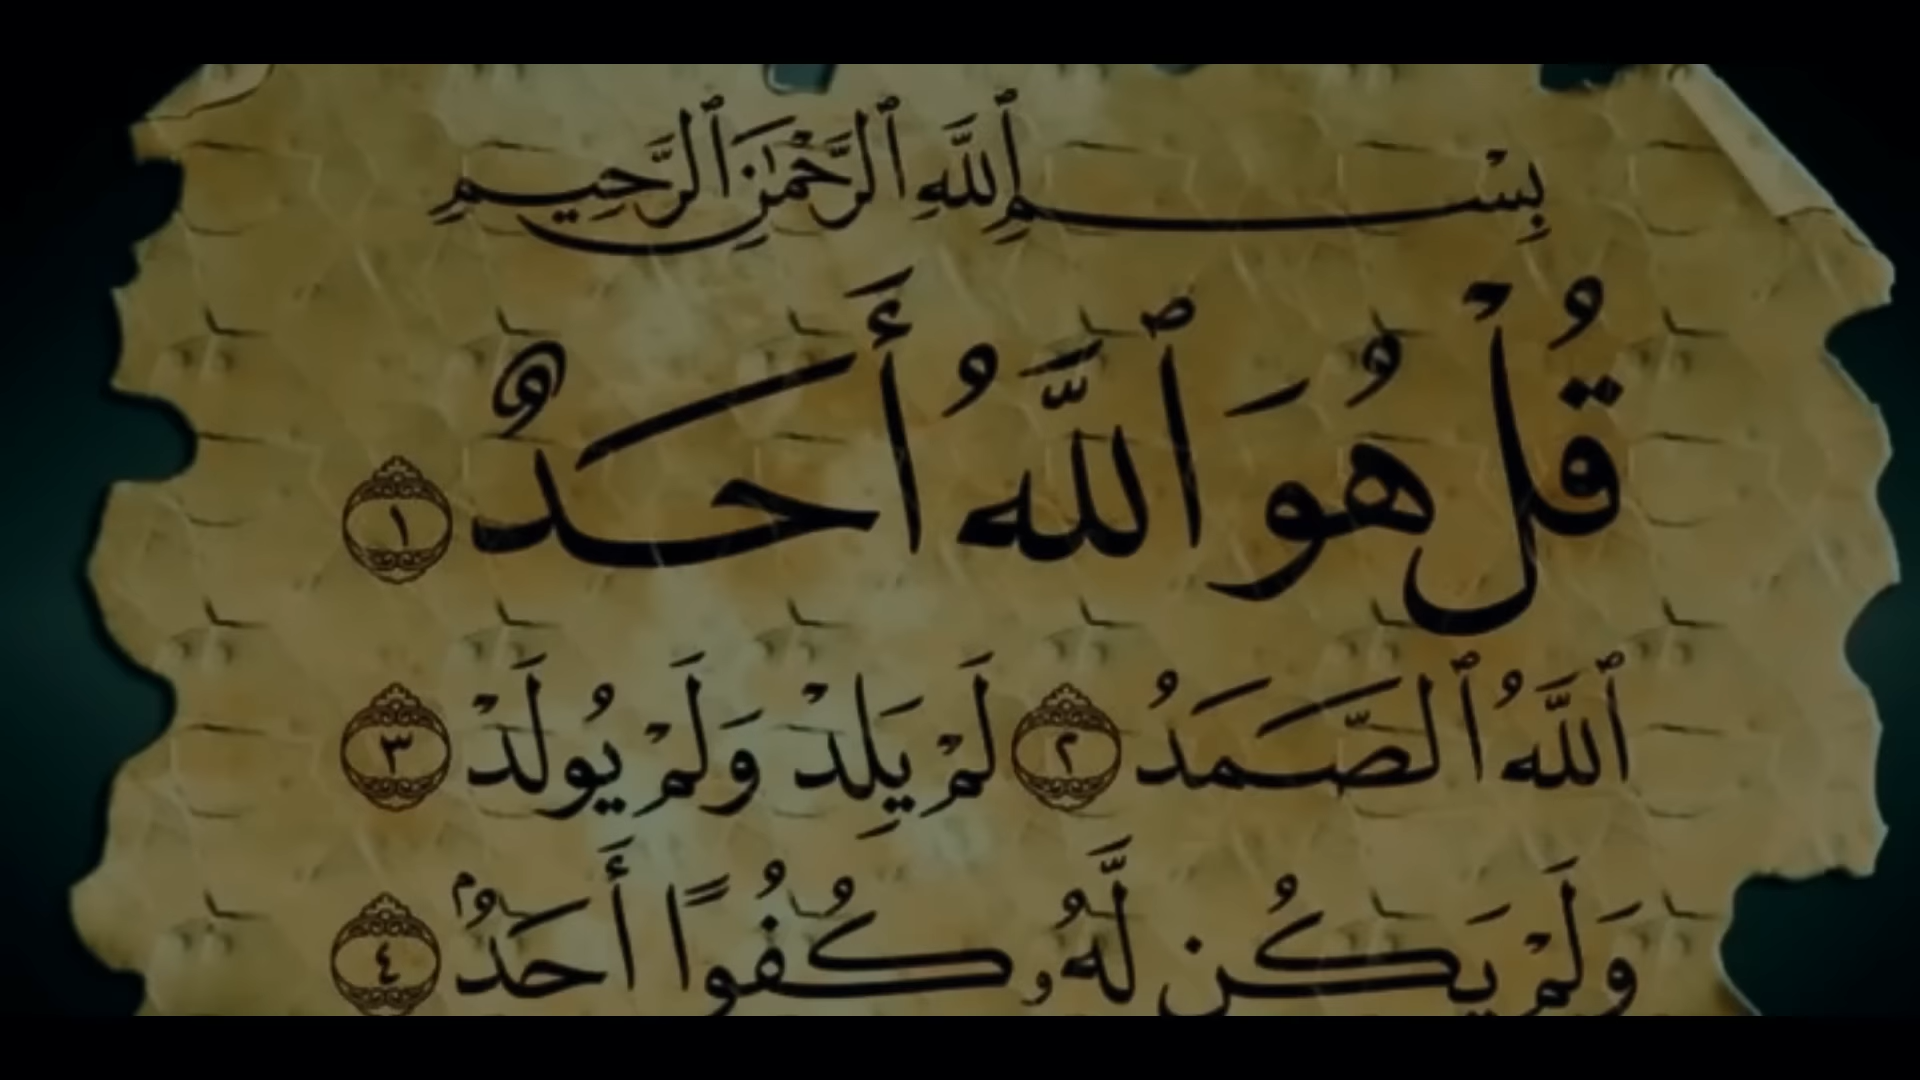 بِسْمِ ٱللَّهِ ٱلرَّحْمَٰنِ ٱلرَّحِيمِ
قُلْ هُوَ ٱللَّهُ أَحَدٌ ١
ٱللَّهُ ٱلصَّمَدُ ٢ لَمْ يَلِدْ وَلَمْ يُولَدْ ٣
وَلَمْ يَكُن لَّهُۥ كُفُوًا أَحَدٌۢ ٤